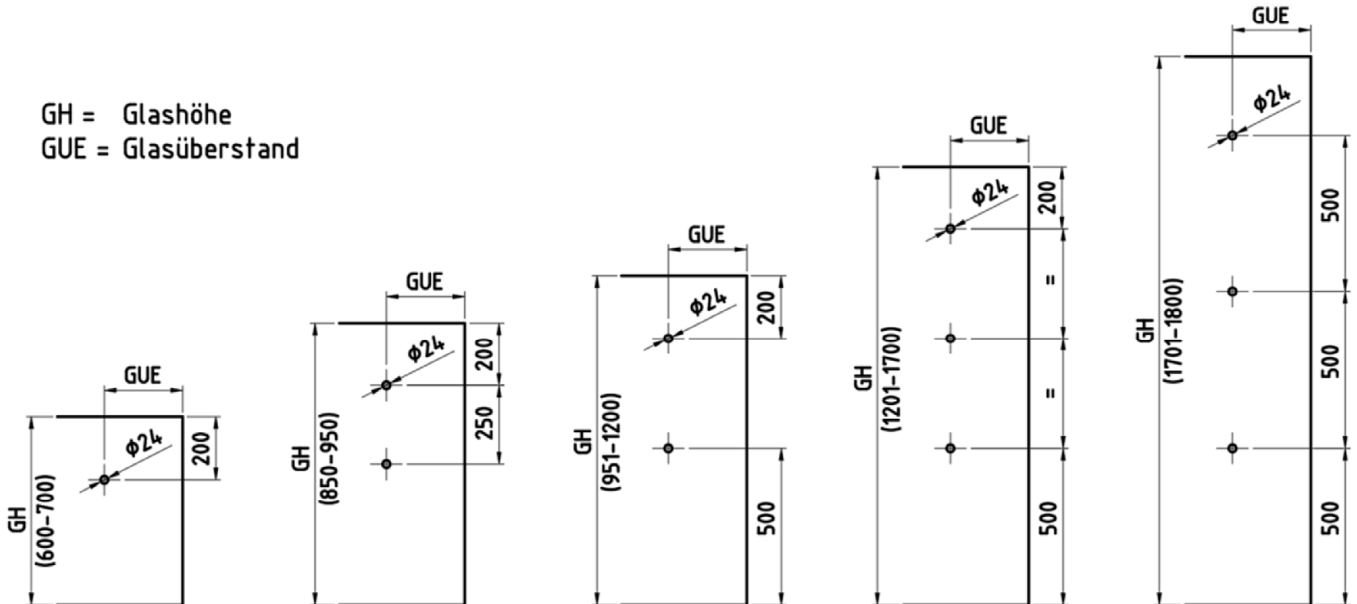 GH = Glashöhe
GUE = Glasüberstand
GUE
Φ24
200
GH
(600-700)
GUE
Φ24
200
250
GH
(850-950)
GUE
Φ24
200
500
GH
(951-1200)
GUE
Φ24
200
=
=
500
GH
(1201-1700)
GUE
Φ24
500
500
500
GH
(1701-1800)